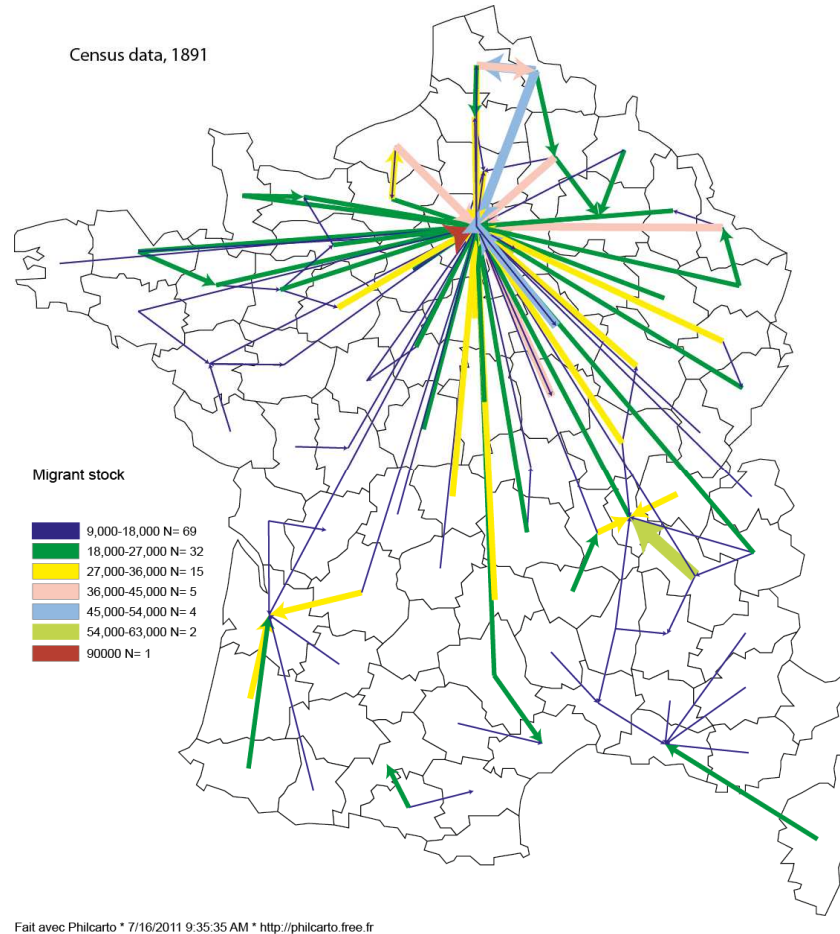 Census data, 1891
Migrant stock
9,000-18,000 N= 69
18,000-27,000 N= 32
27,000-36,000 N= 15
36,000-45,000 N= 5
45,000-54,000 N= 4
54,000-63,000 N= 2
90000 N= 1
Fait avec Philcarto * 7/16/2011 9:35:35 AM * http://philcarto.free.fr